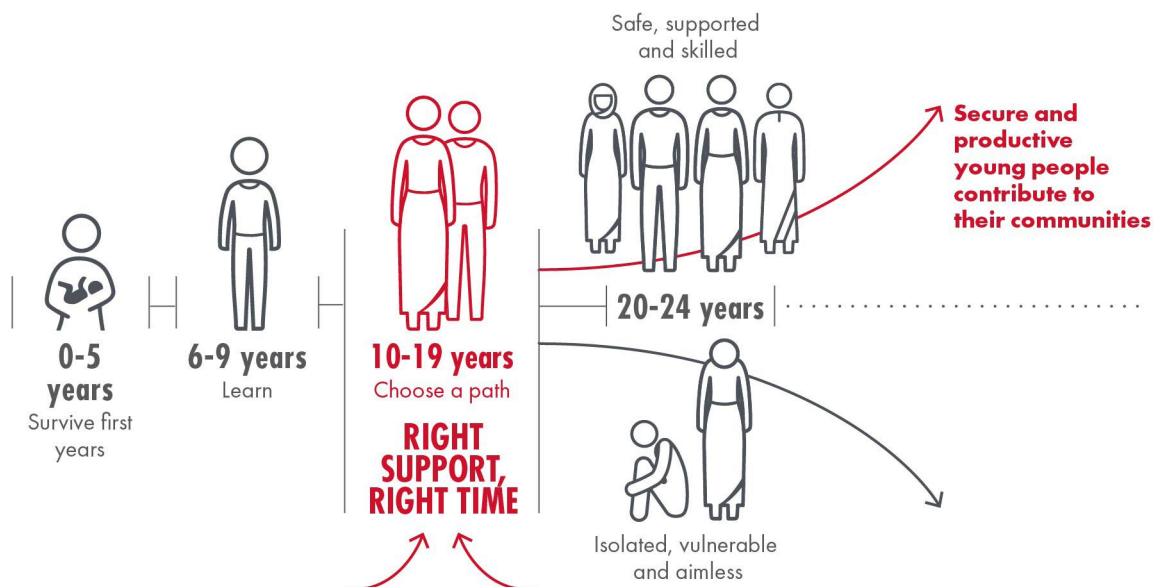 Safe, supported
and skilled
Secure and
productive
young people
contribute to
their communities
0-5
years
Survive first
years
6-9 years
Learn
10-19 years
Choose a path
RIGHT
SUPPORT,
RIGHT TIME
20-24 years
Isolated, vulnerable
and aimless